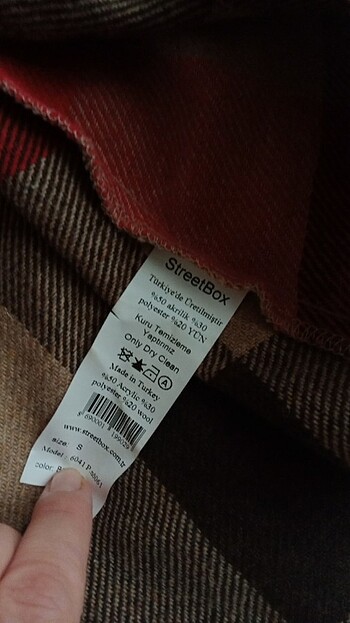 StreetBox
Türkiye'de Üretilmiştir
%50 akrilik %30
polyester %20 YÜN
Kuru Temizleme
Yaptırınız
Only Dry Clean
A
Made in Turkey
%50 Acrylic %30
polyester %20 wool
www.streetbox.com.tr
size: S
Model:
color: